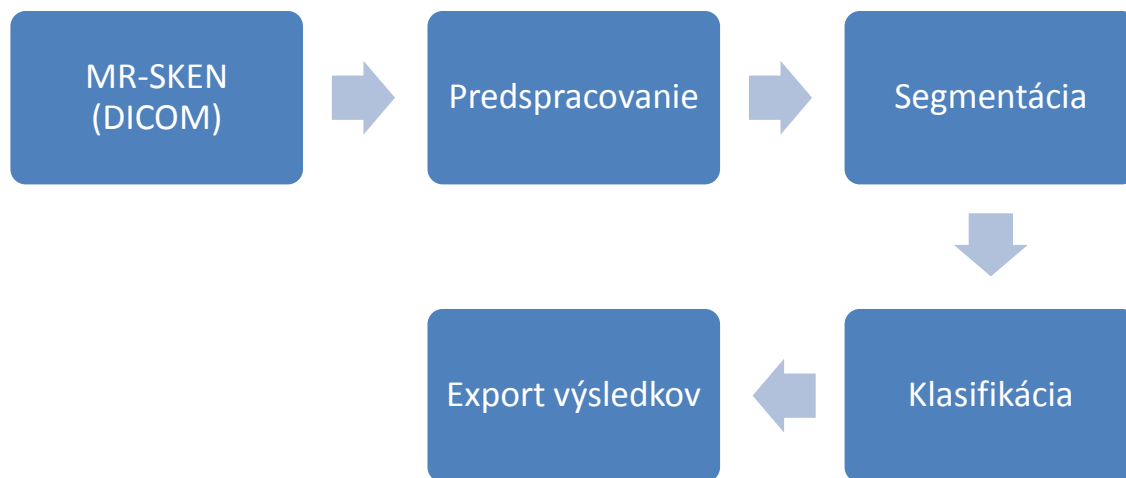 MR-SKEN
(DICOM)
Predspracovanie
Segmentácia
Klasifikácia
Export výsledkov